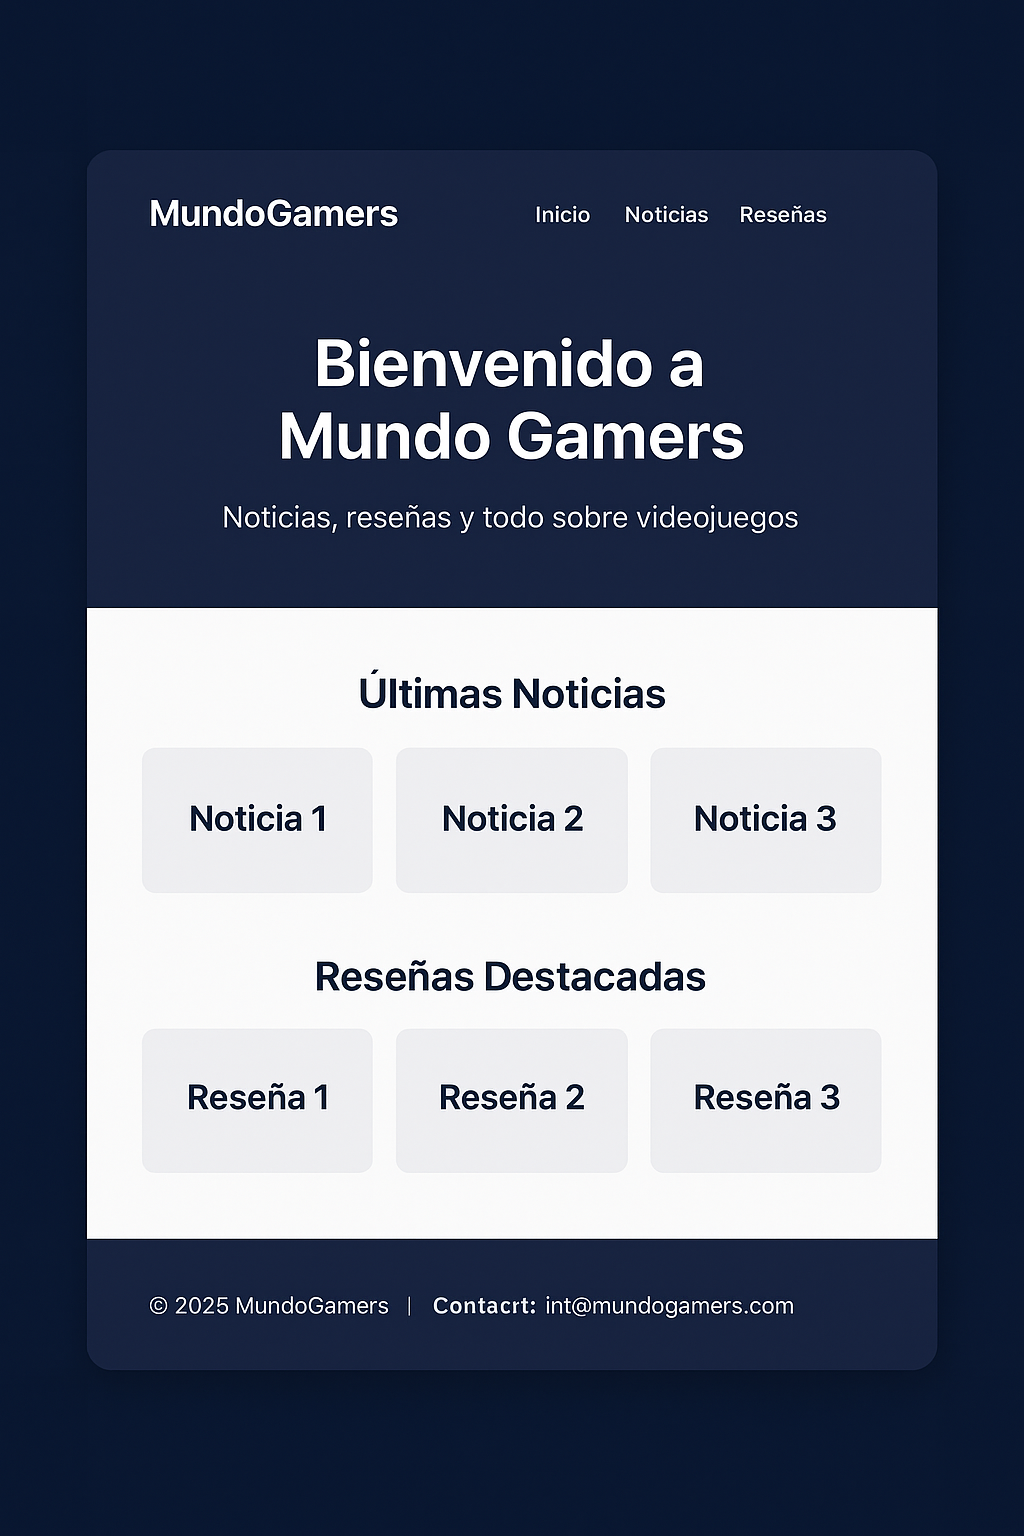 MundoGamers
Inicio Noticias Reseñas
Bienvenido a
Mundo Gamers
Noticias, reseñas y todo sobre videojuegos
Últimas Noticias
Noticia 1
Noticia 2
Noticia 3
Reseñas Destacadas
Reseña 1
Reseña 2
Reseña 3
© 2025 MundoGamers | Contacrt: int@mundogamers.com